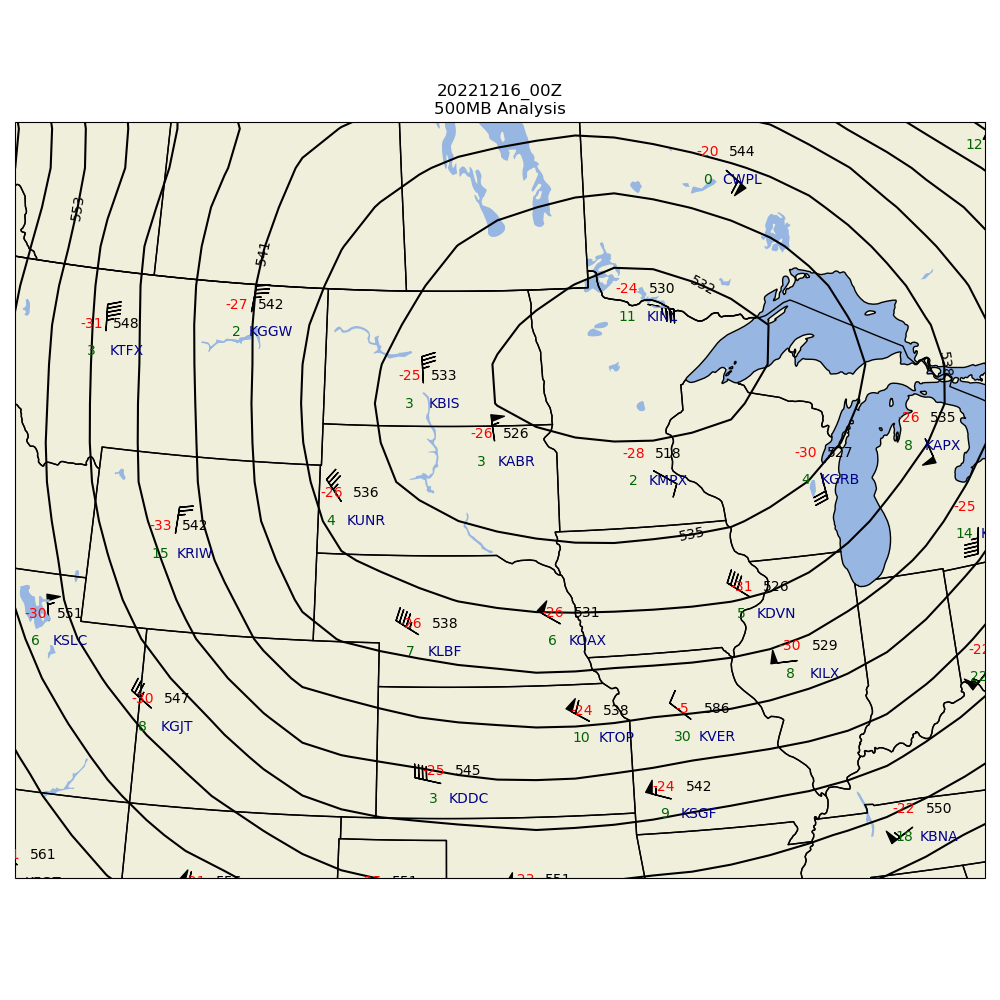 20221216_00Z
500MB Analysis
12
-20 544
0 CWPL
553
541
532
-24 530
11 KINL
-27 542
2 KGGW
-31 548
3 KTFX
-25 533
3 KBIS
-26 526
3 KABR
26 535
8 KAPX
-28 518
2 KMPX
-30 527
4 KGRB
-26 536
4 KUNR
-25
14
-33 542
15 KRIW
535
-31 526
5 KDVN
-30 551
6 KSLC
-26 538
7 KLBF
-26 531
6 KOAX
-30 529
8 KILX
-22
22
-30 547
8 KGJT
-24 538
10 KTOP
-5 586
30 KVER
-25 545
3 KDDC
-24 542
9 KSGF
-22 550
18 KBNA
561
-23 551